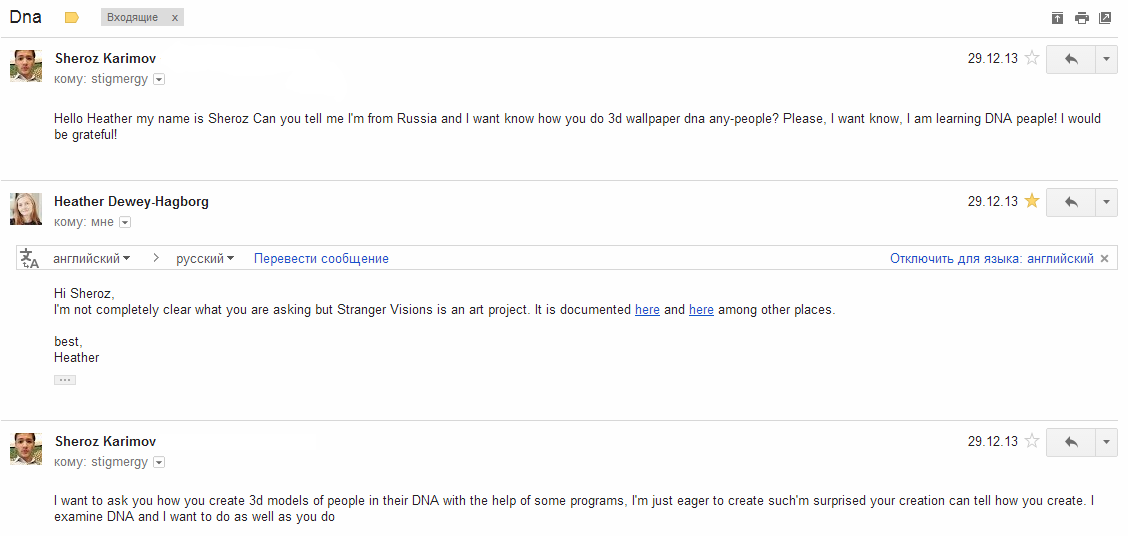 Dna
Входящие x
Sheroz Karimov
29.12.13
кому: stigmergy
Hello Heather my name is Sheroz Can you tell me I'm from Russia and I want know how you do 3d wallpaper dna any-people? Please, I want know, I am learning DNA peaple! I would
be grateful!
Heather Dewey-Hagborg
29.12.13
кому: мне
английский > русский Перевести сообщение Отключить для языка: английский ×
Hi Sheroz,
I'm not completely clear what you are asking but Stranger Visions is an art project. It is documented here and here among other places.
best,
Heather
...
Sheroz Karimov
29.12.13
кому: stigmergy
I want to ask you how you create 3d models of people in their DNA with the help of some programs, I'm just eager to create such'm surprised your creation can tell how you create. I
examine DNA and I want to do as well as you do